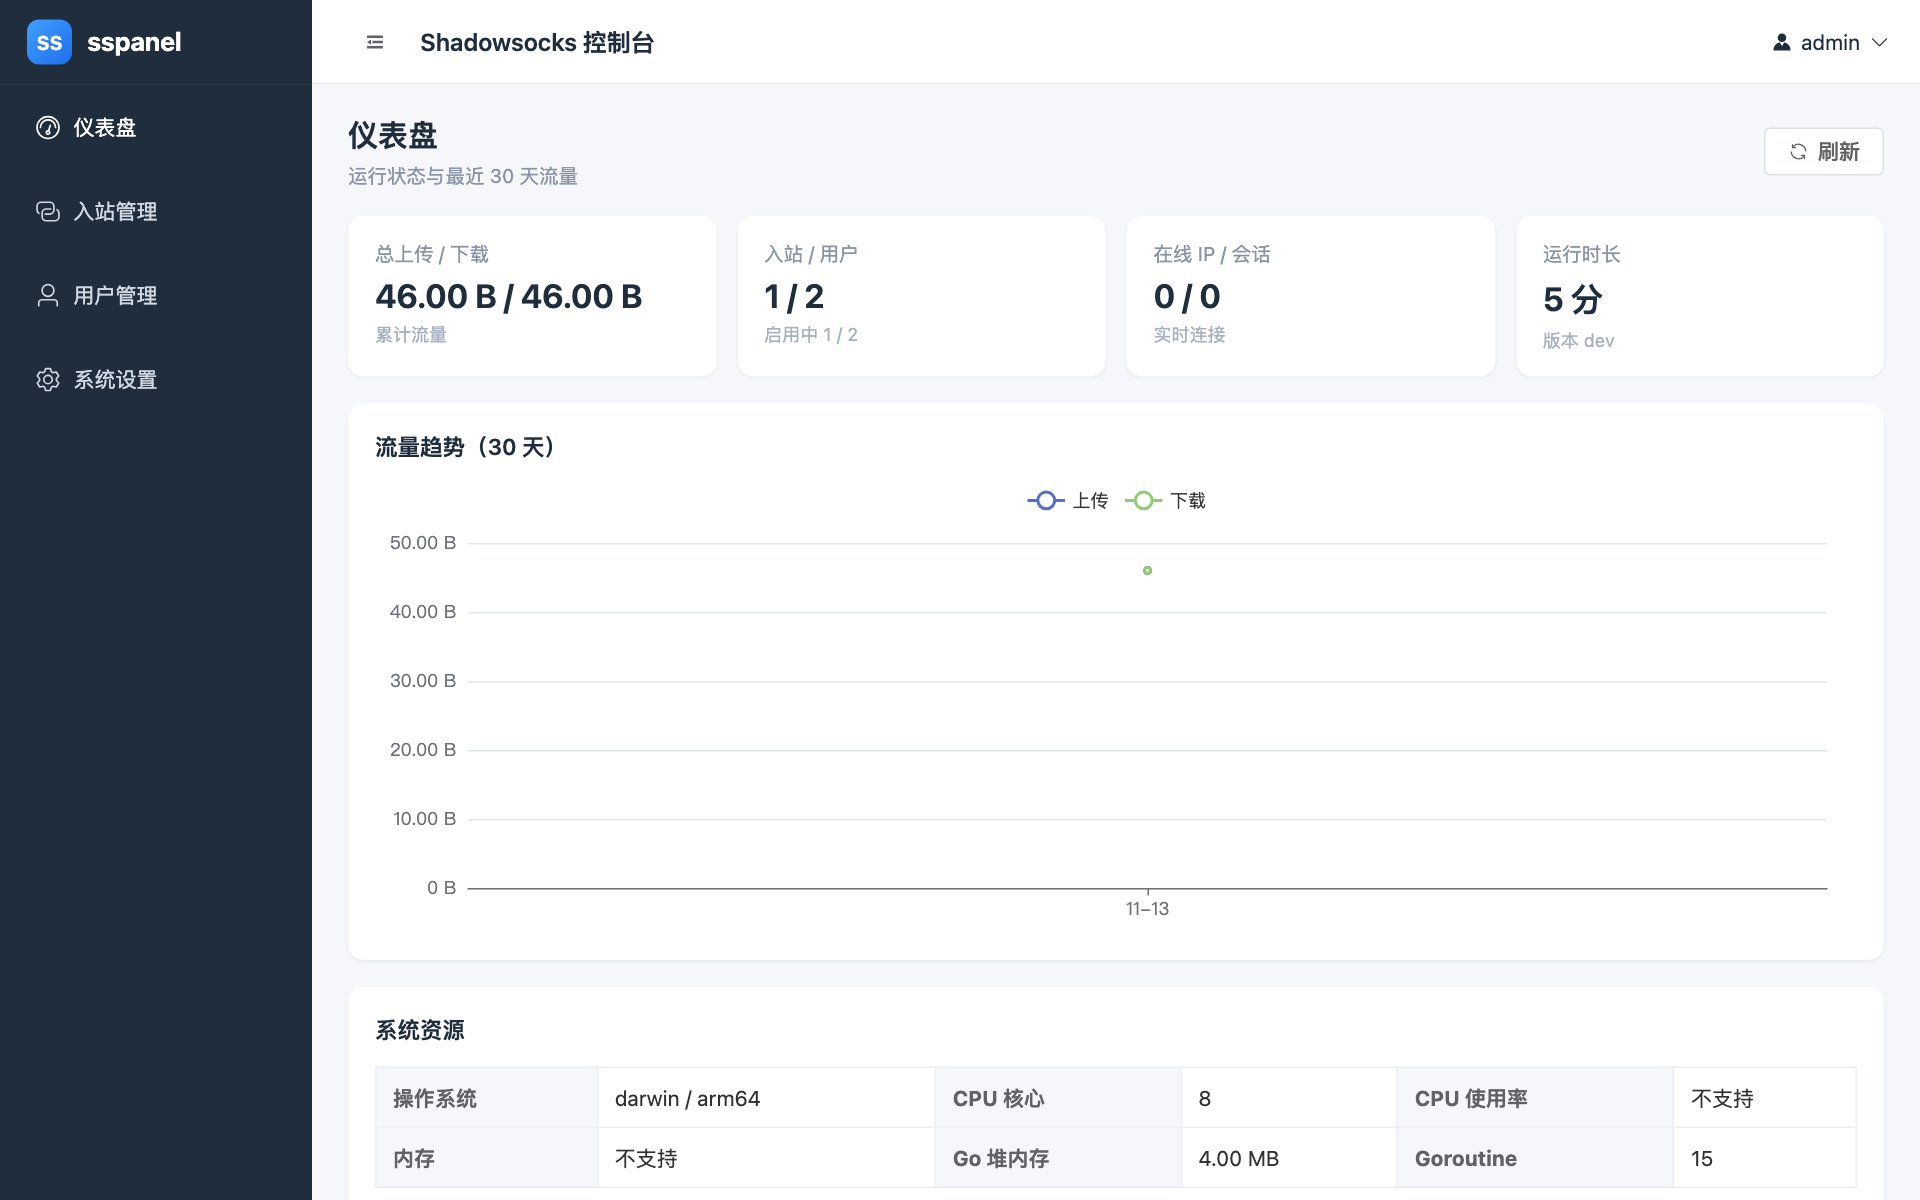 ss sspanel
Shadowsocks 控制台
admin
仪表盘
入站管理
用户管理
系统设置
仪表盘
运行状态与最近 30 天流量
刷新
总上传 / 下载
46.00 B / 46.00 B
累计流量
入站 / 用户
1 / 2
启用中 1 / 2
在线 IP / 会话
0 / 0
实时连接
运行时长
5 分
版本 dev
流量趋势（30 天）
上传 下载
50.00 B
40.00 B
30.00 B
20.00 B
10.00 B
0 B
11-13
系统资源
操作系统 darwin / arm64 CPU 核心 8 CPU 使用率 不支持
内存 不支持 Go 堆内存 4.00 MB Goroutine 15